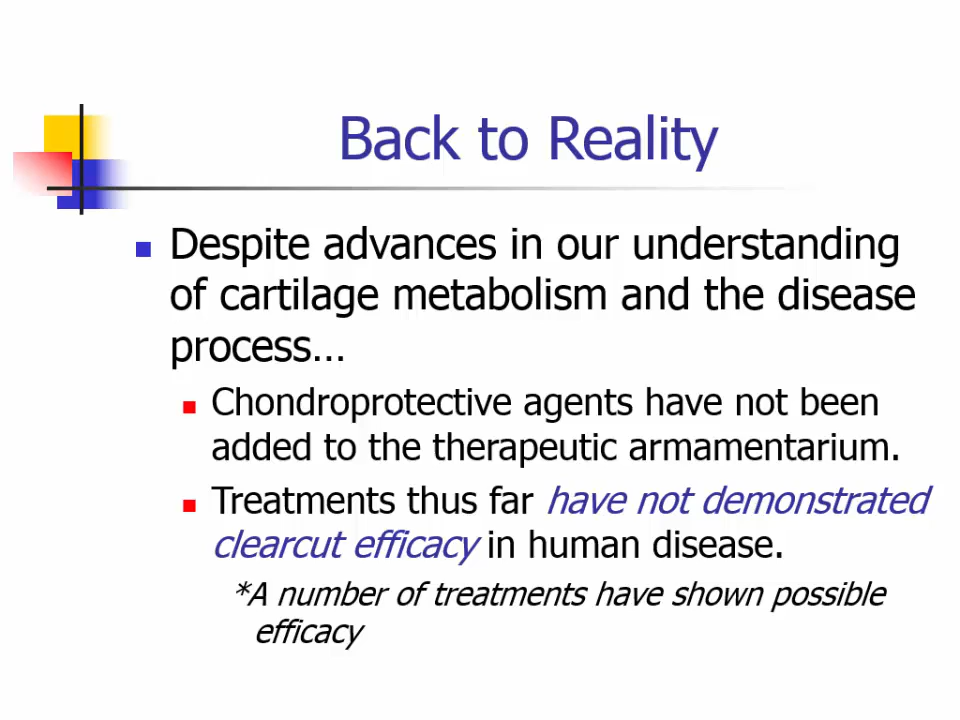 Back to Reality
Despite advances in our understanding
of cartilage metabolism and the disease
process…
Chondroprotective agents have not been
added to the therapeutic armamentarium.
Treatments thus far have not demonstrated
clearcut efficacy in human disease.
*A number of treatments have shown possible
efficacy